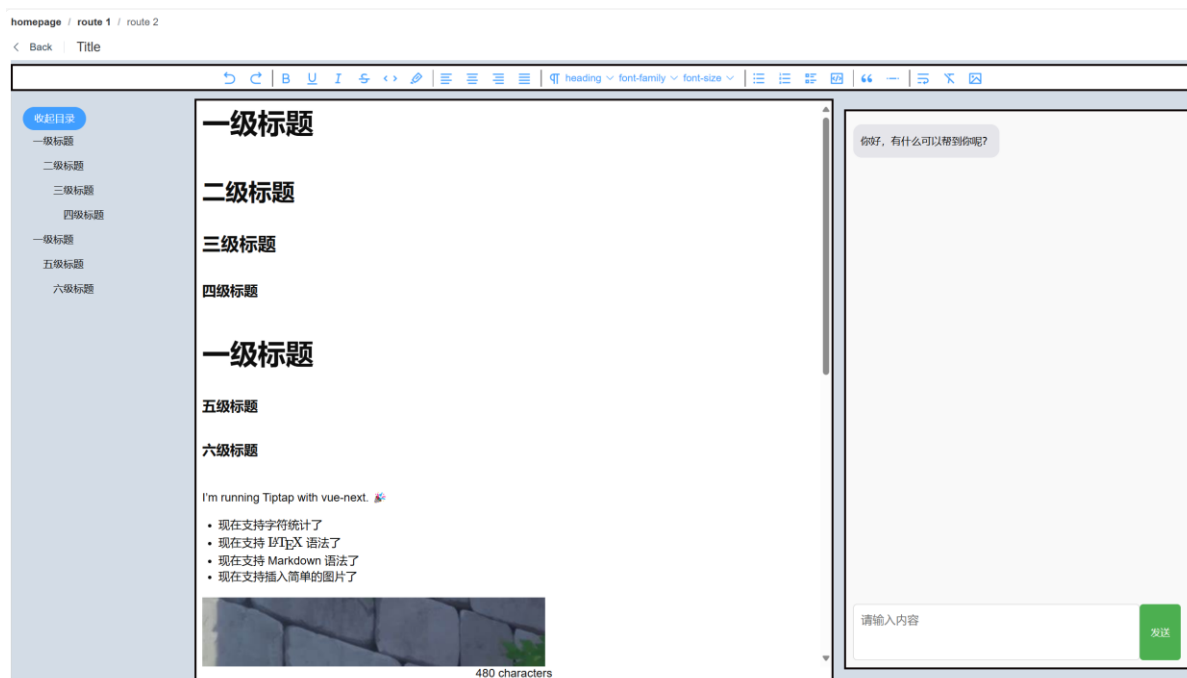 homepage / route 1 / route 2
Back Title
B U I S <> heading font-family font-size
收起目录
一级标题
二级标题
三级标题
四级标题
一级标题
五级标题
六级标题
一级标题
二级标题
三级标题
四级标题
一级标题
五级标题
六级标题
I'm running Tiptap with vue-next. 🎉
• 现在支持字符统计了
• 现在支持 LATEX 语法了
• 现在支持 Markdown 语法了
• 现在支持插入简单的图片了
480 characters
你好，有什么可以帮到你呢?
请输入内容
发送